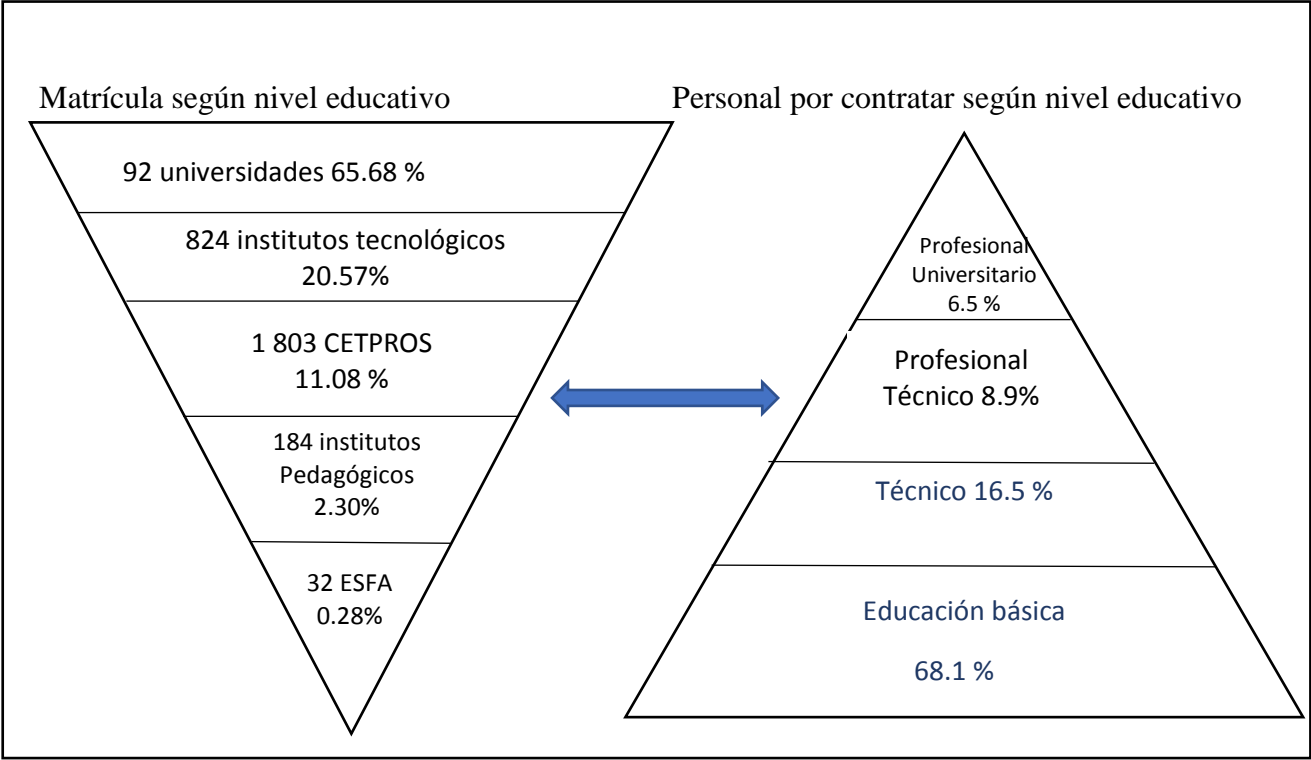 Matrícula según nivel educativo
92 universidades 65.68 %
824 institutos tecnológicos
20.57%
1 803 CETPROS
11.08 %
184 institutos
Pedagógicos
2.30%
32 ESFA
0.28%
Personal por contratar según nivel educativo
Profesional
Universitario
6.5 %
Profesional
Técnico 8.9%
Técnico 16.5 %
Educación básica
68.1 %